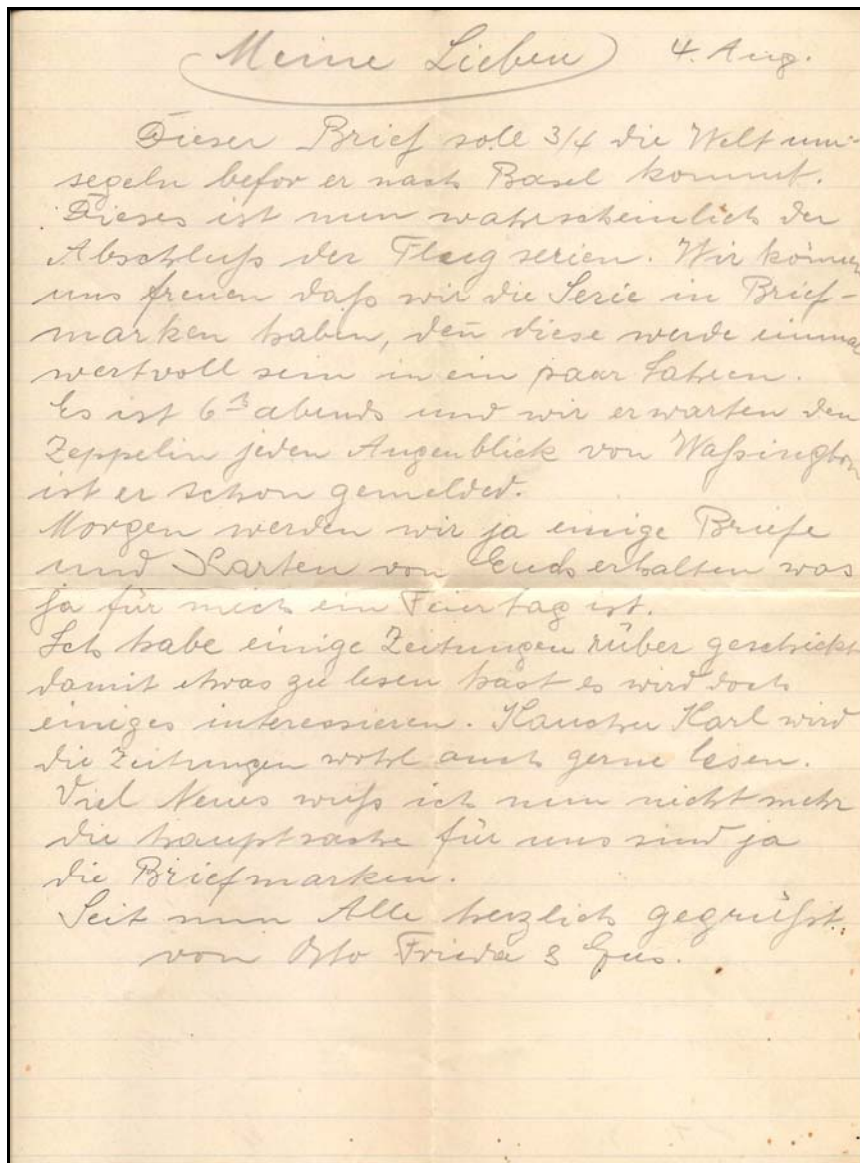 Meine Lieben 4. Aug.
Dieser Brief soll 3/4 die Welt um-
segeln befor er nach Basel kommt.
Dieses ist nun wahrscheinlich der
Abschluß der Flug serien. Wir können
uns freuen daß wir die Serie in Brief-
marken haben, den̄ diese werde einmal
wertvoll sein in ein paar Jahren.
Es ist 6 h abends und wir erwarten den
Zeppelin jeden Augenblick von Waßington
ist er schon gemelded.
Morgen werden wir ja einige Briefe
und Karten von Euch erhalten was
ja für mich ein Feiertag ist.
Ich habe einige Zeitungen rüber geschickt
damit etwas zu lesen hast es wird doch
einiges interessieren. Karl wird
die Zeitungen wohl auch gerne lesen.
Viel Neues wuß ich nun nicht mehr
die hauptsache für uns sind ja
die Briefmarken.
Seit nun Alle herzlich gegrüßt
von Otto Frieda & Gus.